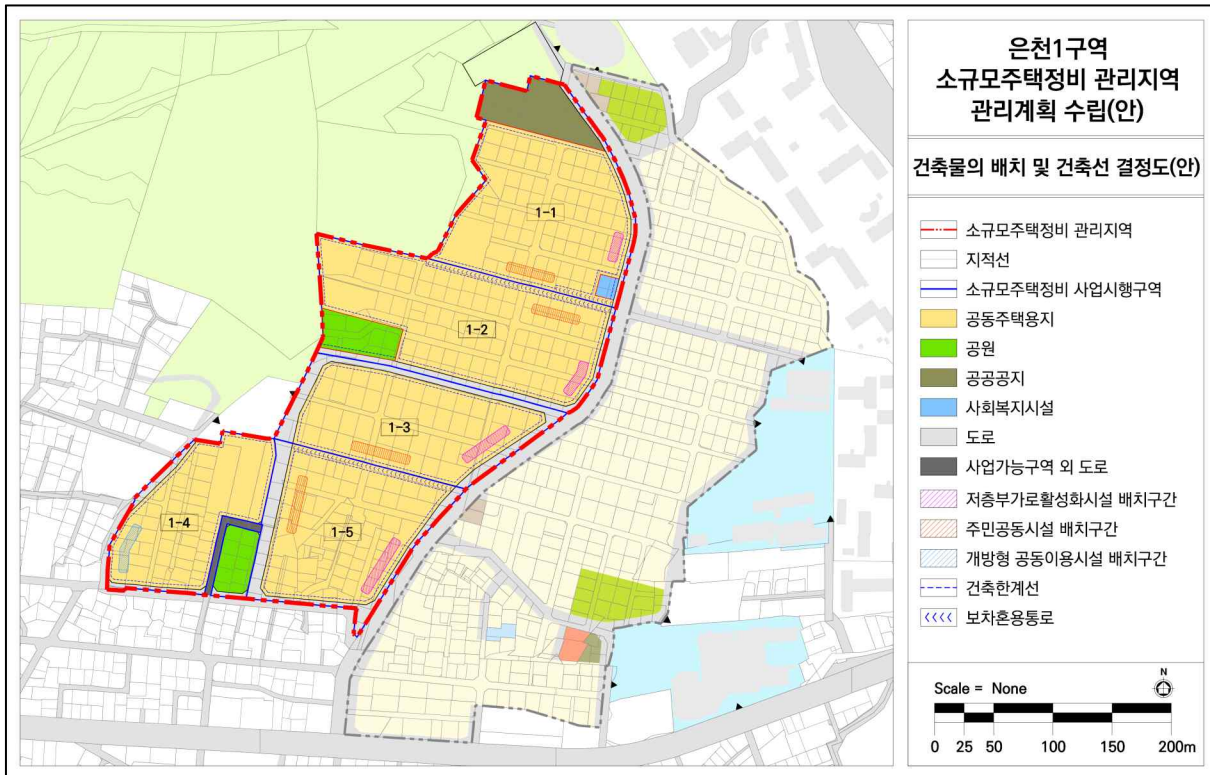 은천1구역
소규모주택정비 관리지역
관리계획 수립(안)
건축물의 배치 및 건축선 결정도(안)
소규모주택정비 관리지역
지적선
소규모주택정비 사업시행구역
공동주택용지
공원
공공공지
사회복지시설
도로
사업가능구역 외 도로
저층부가로활성화시설 배치구간
주민공동시설 배치구간
개방형 공동이용시설 배치구간
건축한계선
보차혼용통로
Scale = None
N
0 25 50 100 150 200m
1-1
1-2
1-3
1-4
1-5